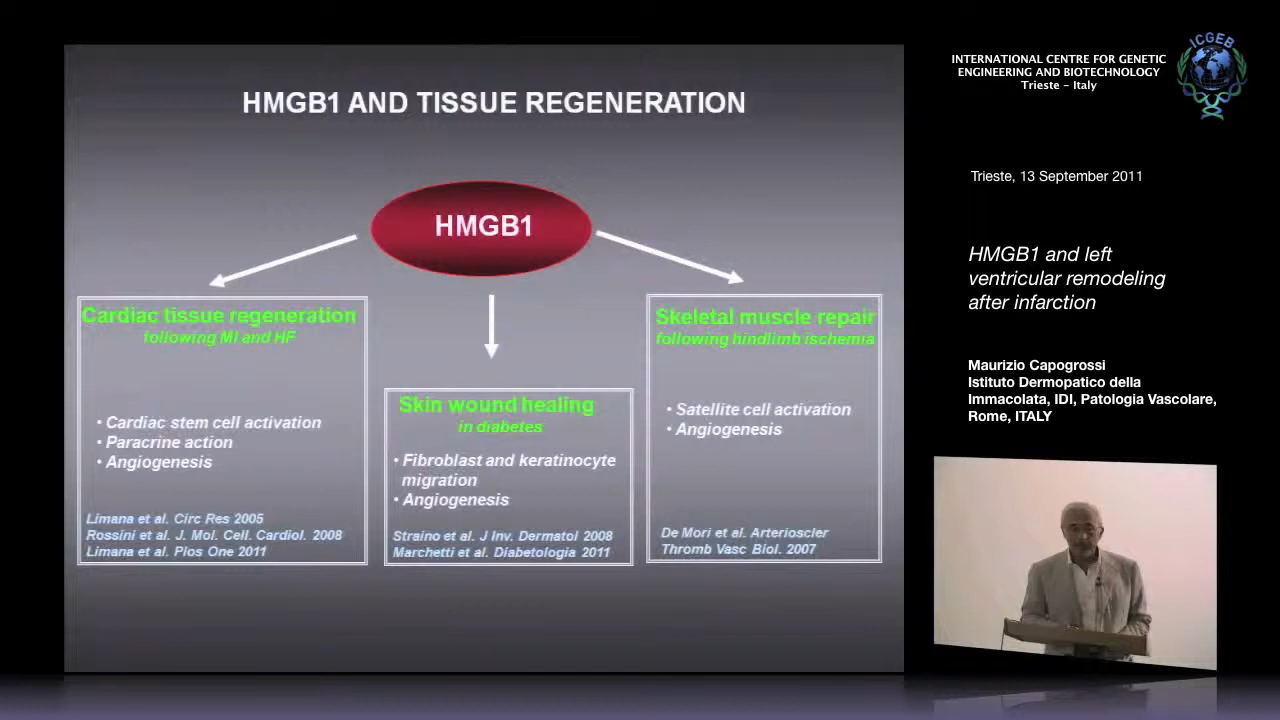 HMGB1 AND TISSUE REGENERATION
HMGB1
Cardiac tissue regeneration
following MI and HF
• Cardiac stem cell activation
• Paracrine action
• Angiogenesis
Limana et al. Circ Res 2005
Rossini et al. J. Mol. Cell. Cardiol. 2008
Limana et al. Plos One 2011
Skin wound healing
in diabetes
• Fibroblast and keratinocyte
migration
• Angiogenesis
Straino et al. J Inv. Dermatol 2008
Marchetti et al. Diabetologia 2011
Skeletal muscle repair
following hindlimb ischemia
• Satellite cell activation
• Angiogenesis
De Mori et al. Arterioscler
Thromb Vasc Biol. 2007
INTERNATIONAL CENTRE FOR GENETIC
ENGINEERING AND BIOTECHNOLOGY
Trieste - Italy
ICGEB
Trieste, 13 September 2011
HMGB1 and left
ventricular remodeling
after infarction
Maurizio Capogrossi
Istituto Dermopatico della
Immacolata, IDI, Patologia Vascolare,
Rome, ITALY